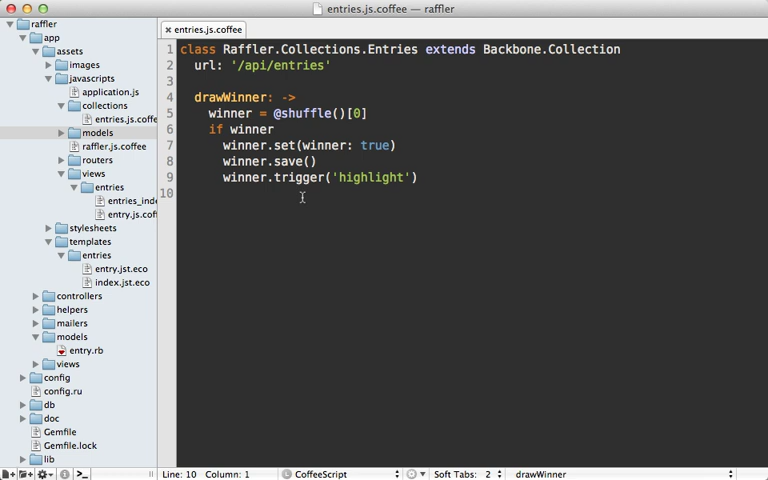 entries.js.coffee — raffler
raffler
app
assets
images
javascripts
application.js
collections
entries.js.coffe
models
raffler.js.coffee
routers
views
entries
entries_inde
entry.js.coff
stylesheets
templates
entries
entry.jst.eco
index.jst.eco
controllers
helpers
mailers
models
entry.rb
views
config
config.ru
db
doc
Gemfile
Gemfile.lock
lib
entries.js.coffee
1 class Raffler.Collections.Entries extends Backbone.Collection
2 url: '/api/entries'
3
4 drawWinner: ->
5 winner = @shuffle()[0]
6 if winner
7 winner.set(winner: true)
8 winner.save()
9 winner.trigger('highlight')
10
Line: 10 Column: 1 CoffeeScript Soft Tabs: 2 drawWinner